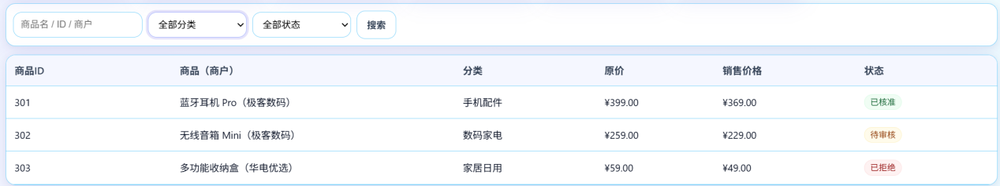 商品名 / ID / 商户 全部分类 全部状态 搜索
商品ID 商品（商户） 分类 原价 销售价格 状态
301 蓝牙耳机 Pro（极客数码） 手机配件 ¥399.00 ¥369.00 已核准
302 无线音箱 Mini（极客数码） 数码家电 ¥259.00 ¥229.00 待审核
303 多功能收纳盒（华电优选） 家居日用 ¥59.00 ¥49.00 已拒绝